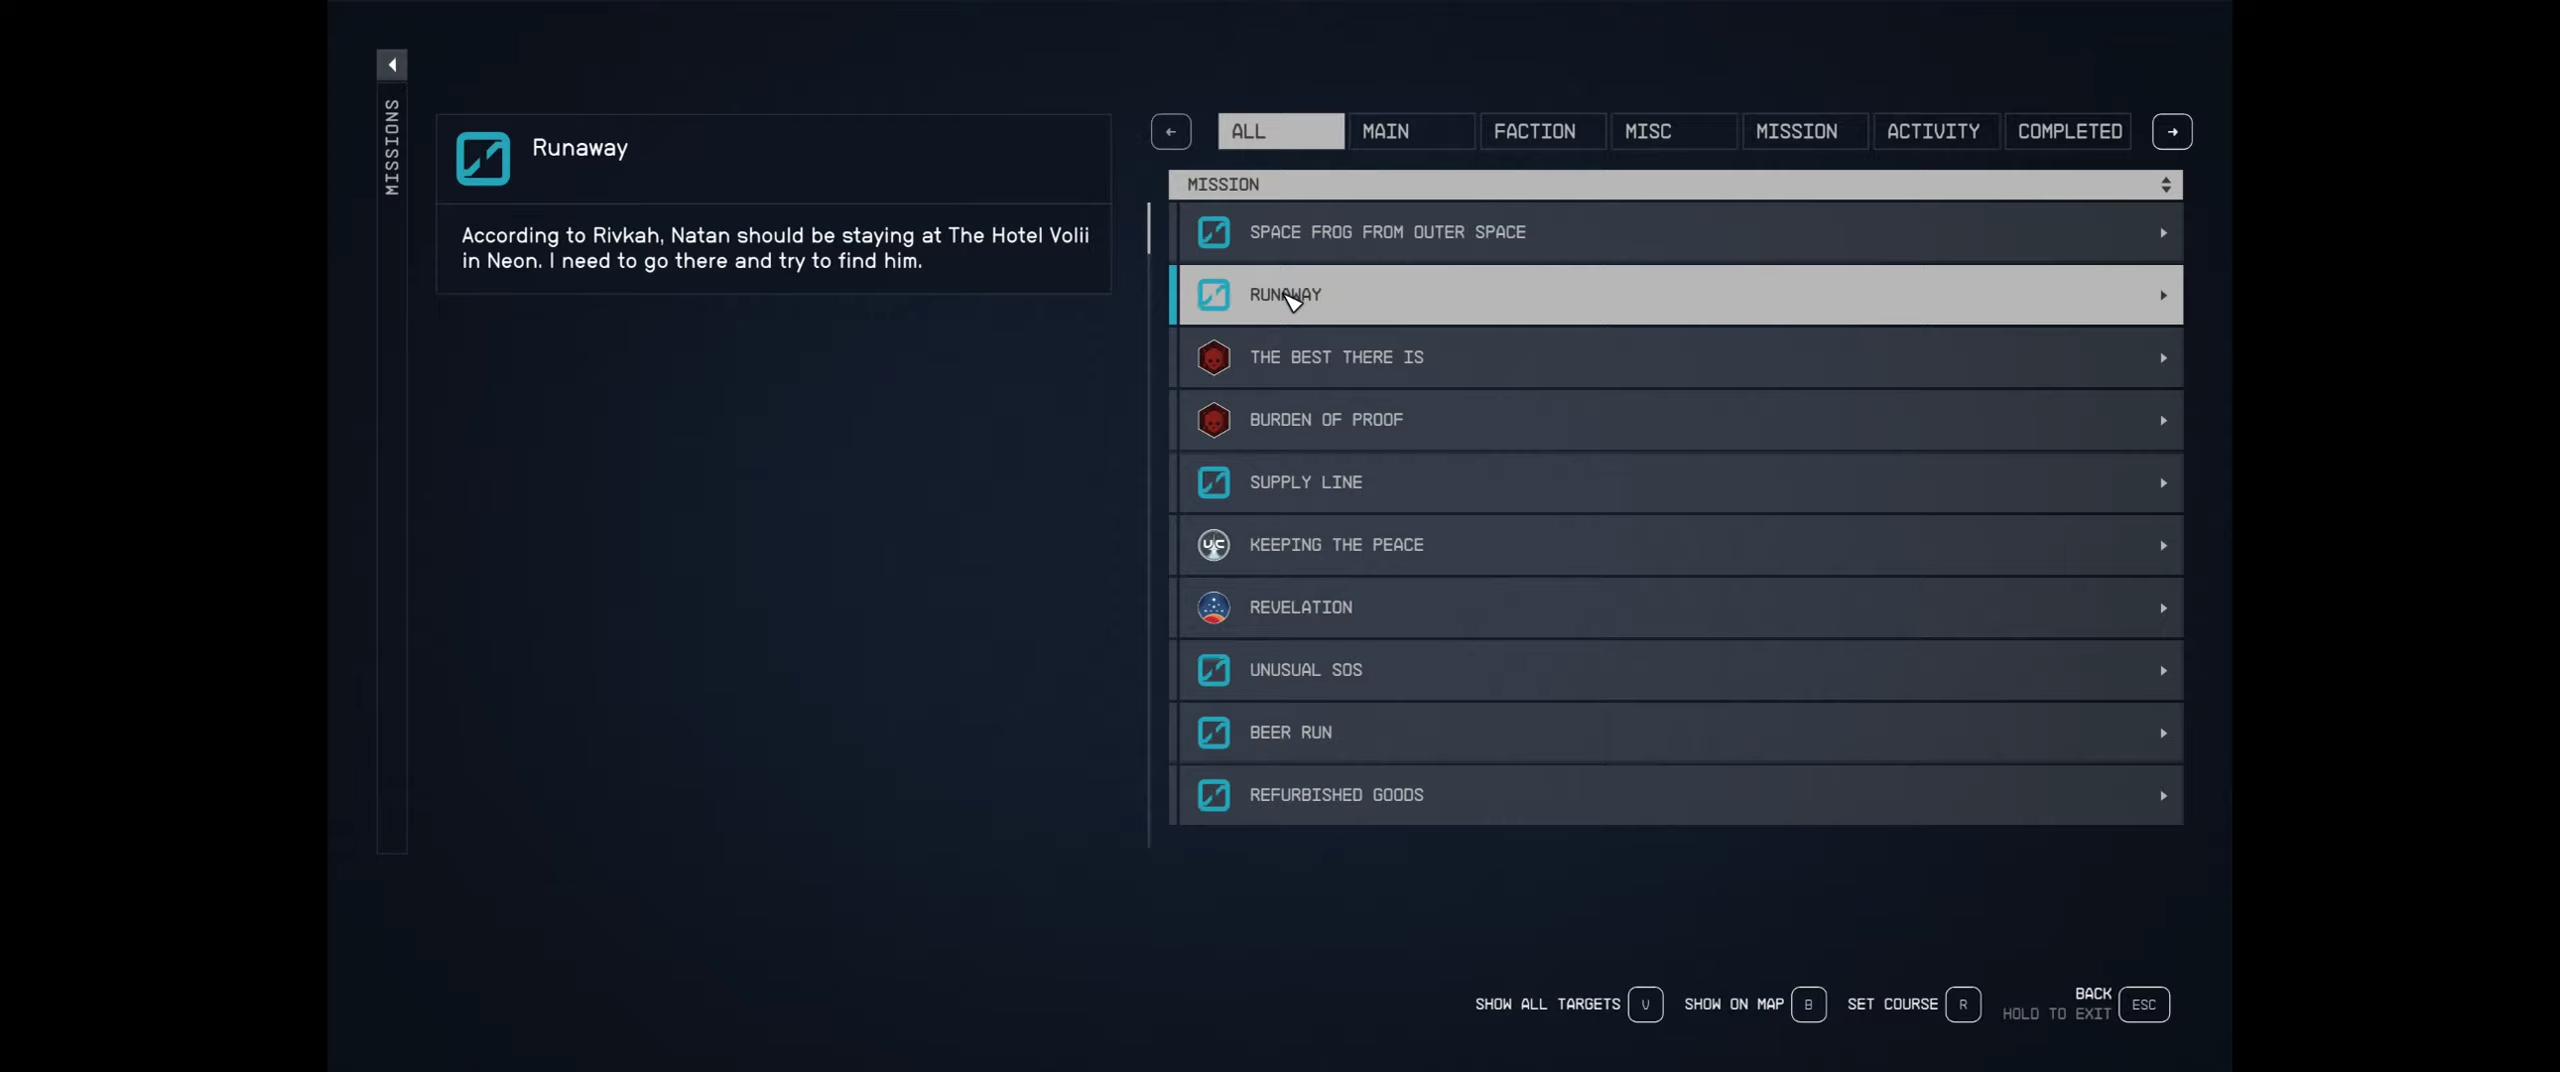 MISSIONS
Runaway
According to Rivkah, Natan should be staying at The Hotel Volii
in Neon. I need to go there and try to find him.
ALL MAIN FACTION MISC MISSION ACTIVITY COMPLETED
MISSION
SPACE FROG FROM OUTER SPACE
RUNAWAY
THE BEST THERE IS
BURDEN OF PROOF
SUPPLY LINE
UC KEEPING THE PEACE
REVELATION
UNUSUAL SOS
BEER RUN
REFURBISHED GOODS
SHOW ALL TARGETS V SHOW ON MAP B SET COURSE R BACK ESC
HOLD TO EXIT